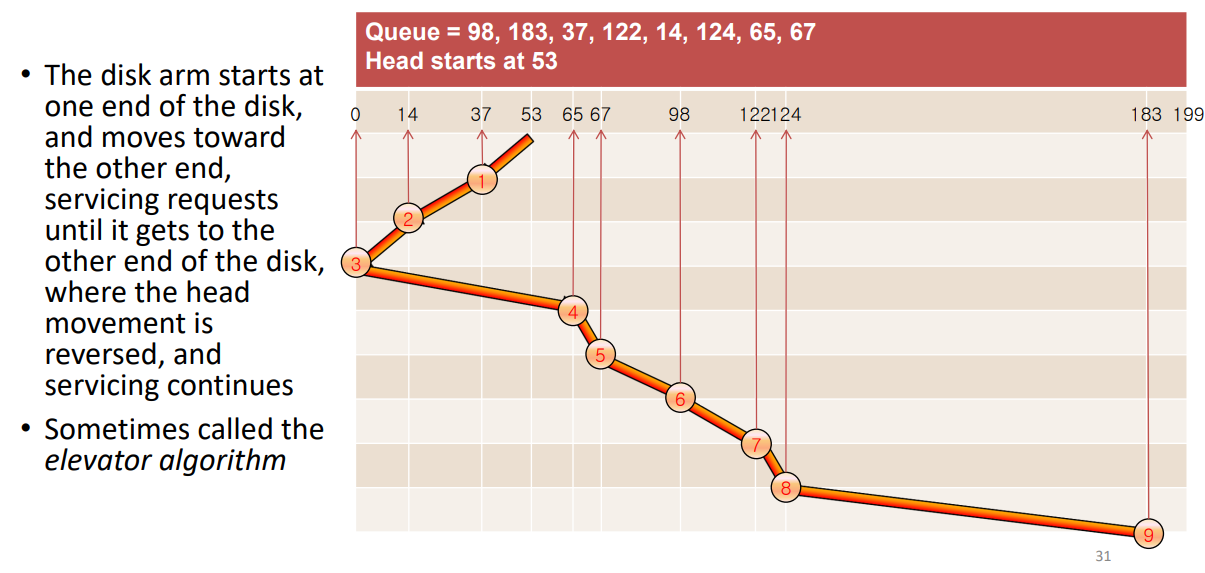 Queue = 98, 183, 37, 122, 14, 124, 65, 67
Head starts at 53
• The disk arm starts at
one end of the disk,
and moves toward
the other end,
servicing requests
until it gets to the
other end of the disk,
where the head
movement is
reversed, and
servicing continues
• Sometimes called the
elevator algorithm
0 14 37 53 65 67 98 122 124 183 199
1
2
3
4
5
6
7
8
9
31